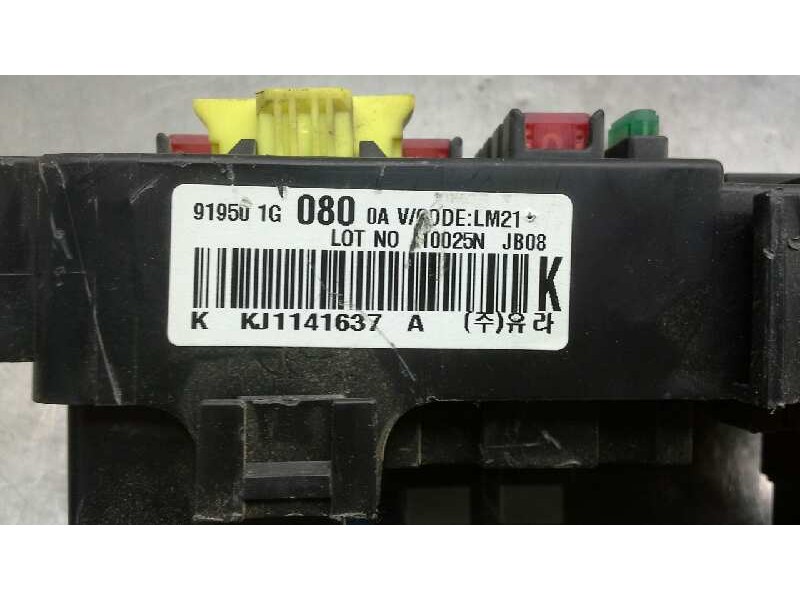 91950 1G 080 0A V/CODE:LM21
LOT NO 10025N JB08
K
K KJ1141637 A (주)유라